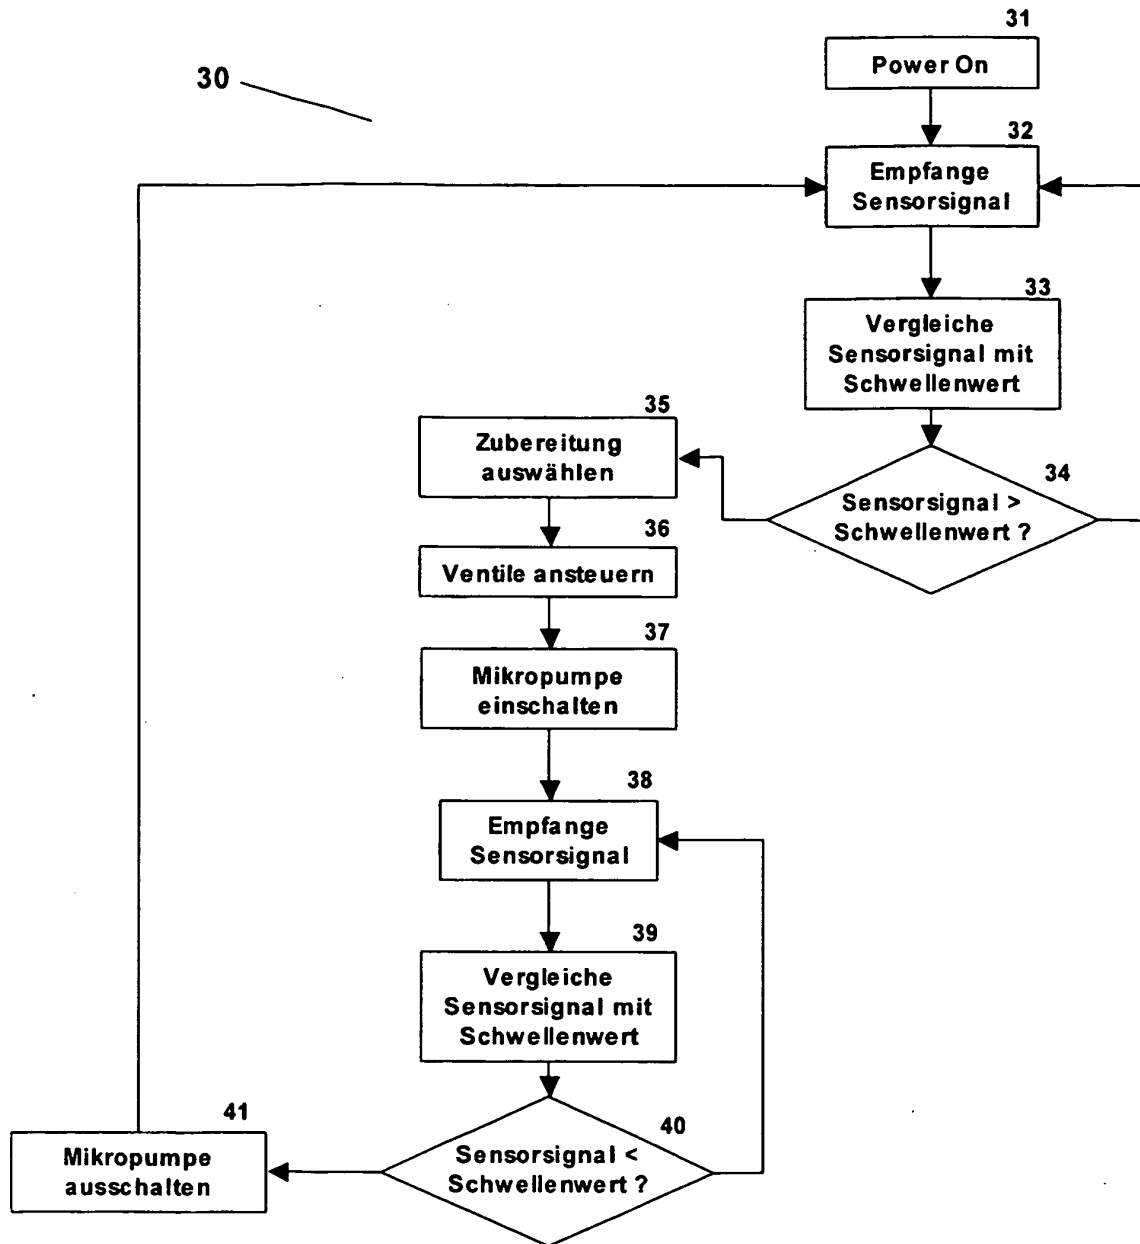 31
Power On
30
32
Empfange
Sensorsignal
33
Vergleiche
Sensorsignal mit
Schwellenwert
35
Zubereitung
auswählen
34
Sensorsignal >
Schwellenwert ?
36
Ventile ansteuern
37
Mikropumpe
einschalten
38
Empfange
Sensorsignal
39
Vergleiche
Sensorsignal mit
Schwellenwert
41
Mikropumpe
ausschalten
40
Sensorsignal <
Schwellenwert ?